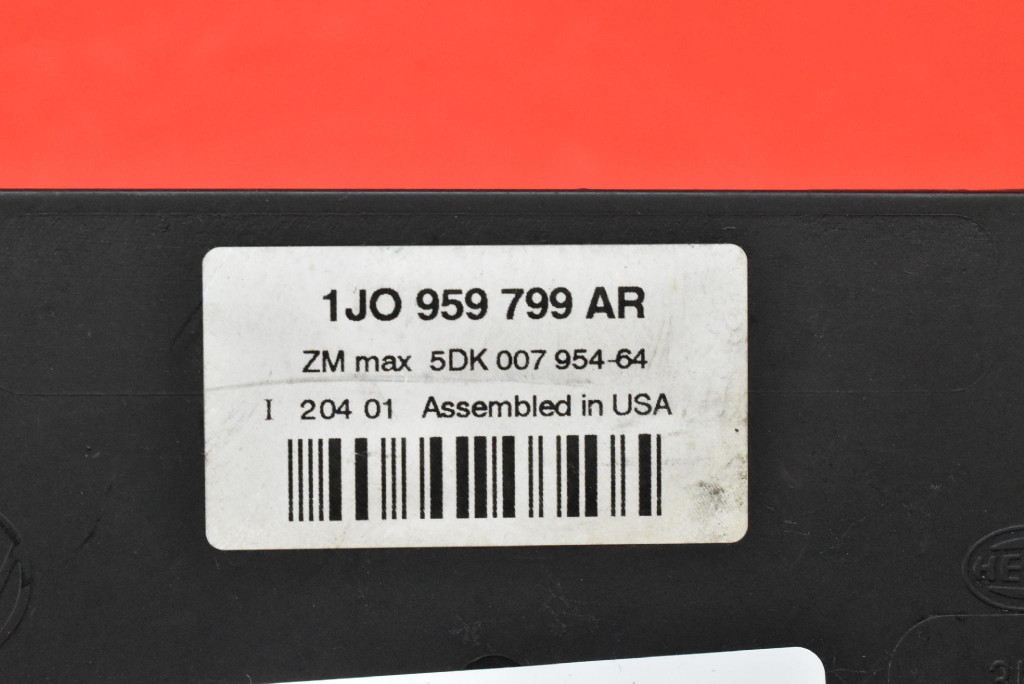 1JO 959 799 AR
ZM max 5DK 007 954-64
I 204 01 Assembled in USA